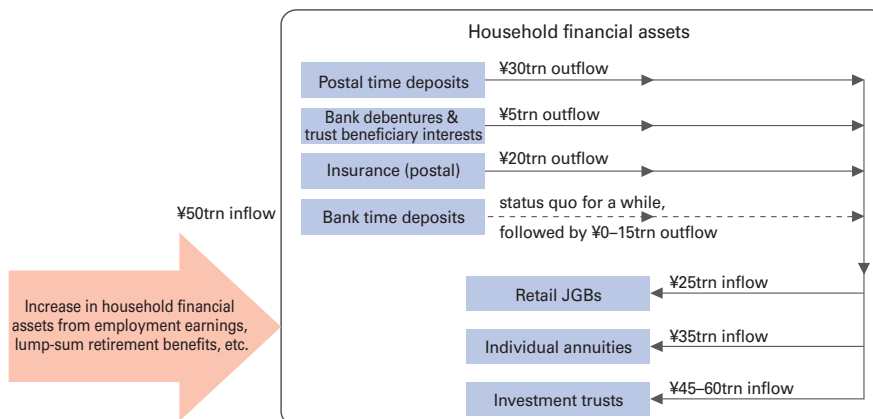 Household financial assets
Postal time deposits
¥30trn outflow
Bank debentures &
trust beneficiary interests
¥5trn outflow
Insurance (postal)
¥20trn outflow
¥50trn inflow
Bank time deposits
status quo for a while,
followed by ¥0–15trn outflow
Increase in household financial
assets from employment earnings,
lump-sum retirement benefits, etc.
Retail JGBs
¥25trn inflow
Individual annuities
¥35trn inflow
Investment trusts
¥45–60trn inflow